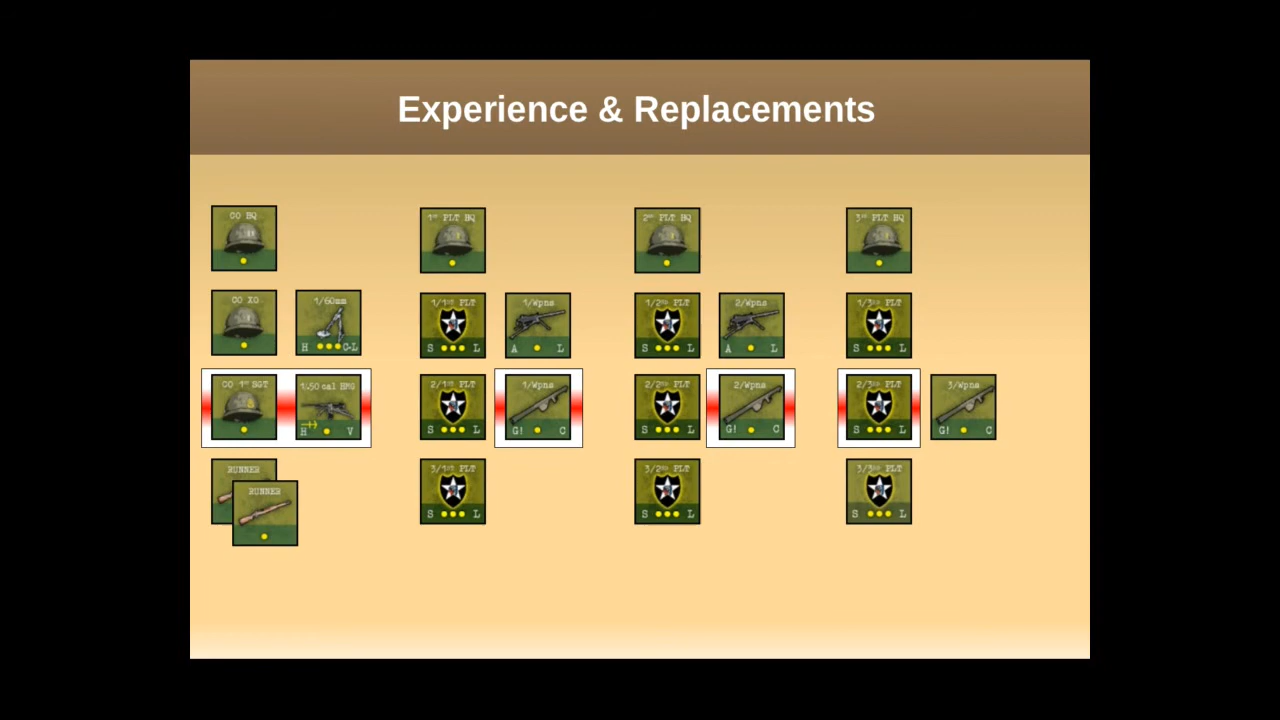 Experience & Replacements
CO HQ
1ST PLT HQ
2ND PLT HQ
3RD PLT HQ
CO XO
1/60mm
H C-L
1/1ST PLT
S L
1/Wpns
A L
1/2ND PLT
S L
2/Wpns
A L
1/3RD PLT
S L
CO 1ST SGT
1/.50 cal HMG
H V
2/1ST PLT
S L
1/Wpns
G! C
2/2ND PLT
S L
2/Wpns
G! C
2/3RD PLT
S L
3/Wpns
G! C
RUNNER
RUNNER
3/1ST PLT
S L
3/2ND PLT
S L
3/3RD PLT
S L